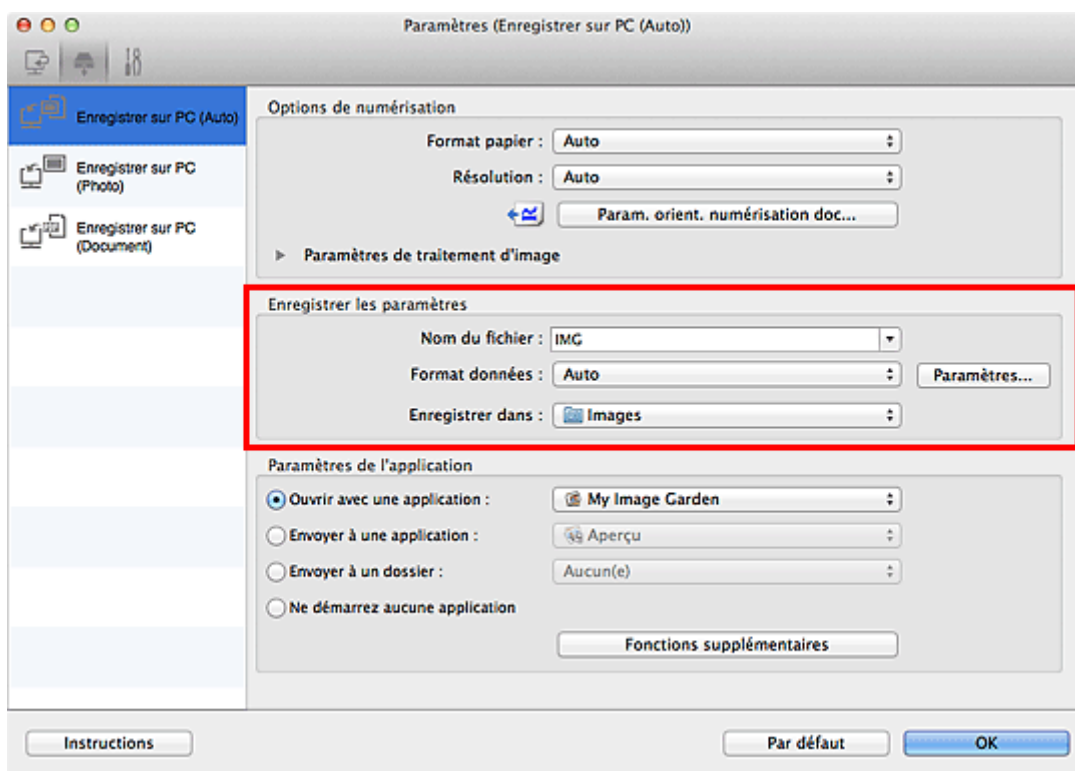 Paramètres (Enregistrer sur PC (Auto))
Enregistrer sur PC (Auto)
Enregistrer sur PC
(Photo)
Enregistrer sur PC
(Document)
Options de numérisation
Format papier : Auto
Résolution : Auto
Param. orient. numérisation doc...
Paramètres de traitement d'image
Enregistrer les paramètres
Nom du fichier : IMG
Format données : Auto Paramètres...
Enregistrer dans : Images
Paramètres de l'application
Ouvrir avec une application : My Image Garden
Envoyer à une application : Aperçu
Envoyer à un dossier : Aucun(e)
Ne démarrez aucune application
Fonctions supplémentaires
Instructions Par défaut OK